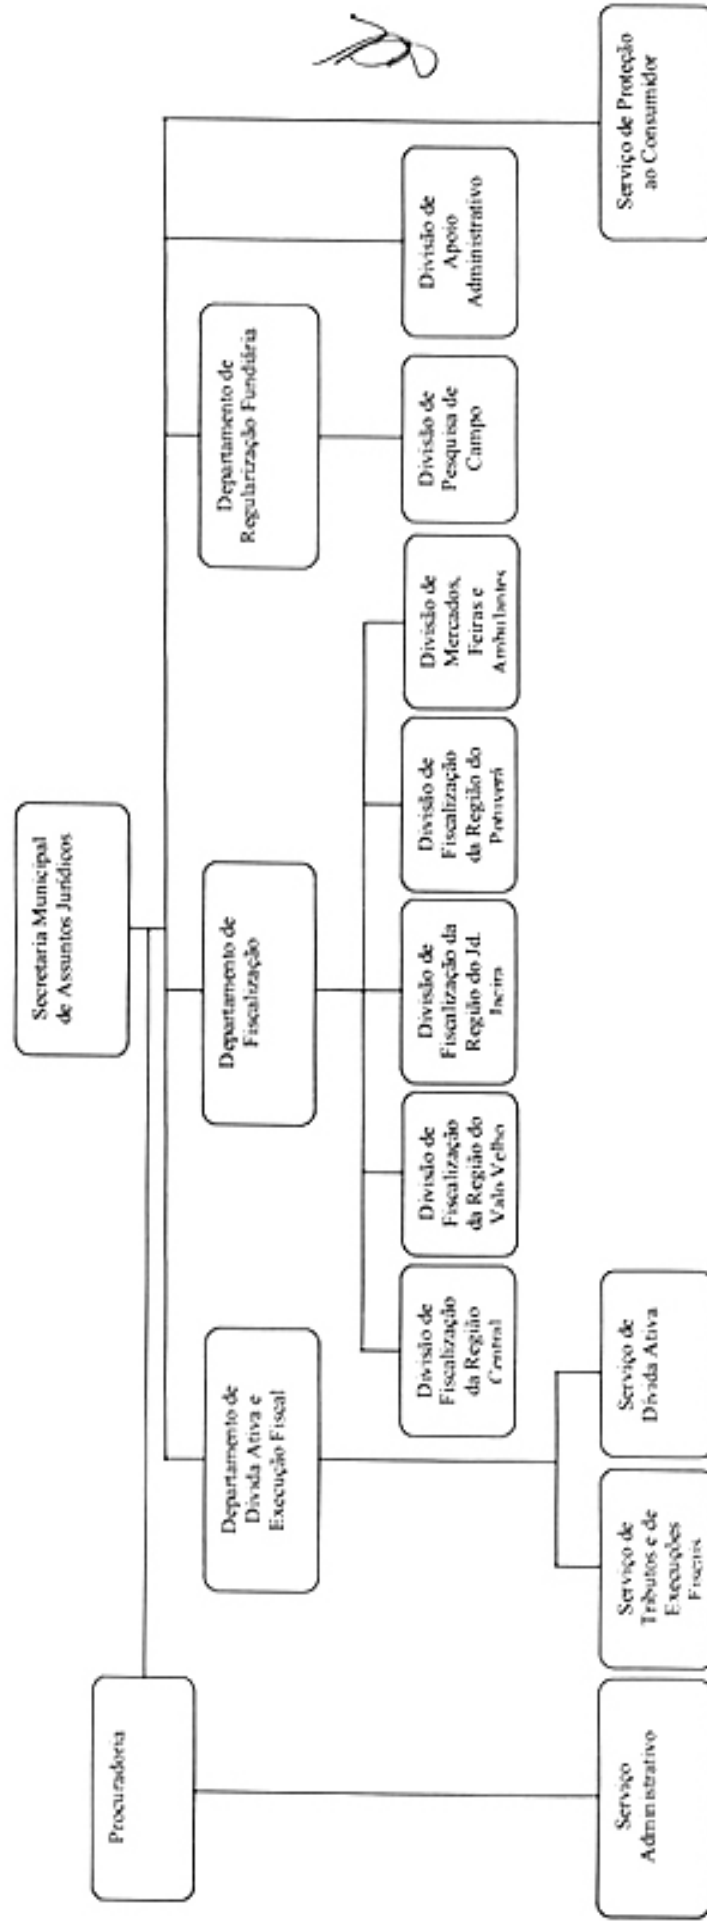 Secretaria Municipal
de Assuntos Jurídicos
Procuradoria
Departamento de
Dívida Ativa e
Execução Fiscal
Departamento de
Fiscalização
Departamento de
Regularização Fundiária
Divisão de
Fiscalização
da Região
Central
Divisão de
Fiscalização
da Região do
Valo Velho
Divisão de
Fiscalização da
Região do Jd.
Jacira
Divisão de
Fiscalização
da Região do
Potuverá
Divisão de
Mercados,
Feiras e
Ambulantes
Divisão de
Pesquisa de
Campo
Divisão de
Apoio
Administrativo
Serviço
Administrativo
Serviço de
Tributos e de
Execuções
Fiscais
Serviço de
Dívida Ativa
Serviço de Proteção
ao Consumidor